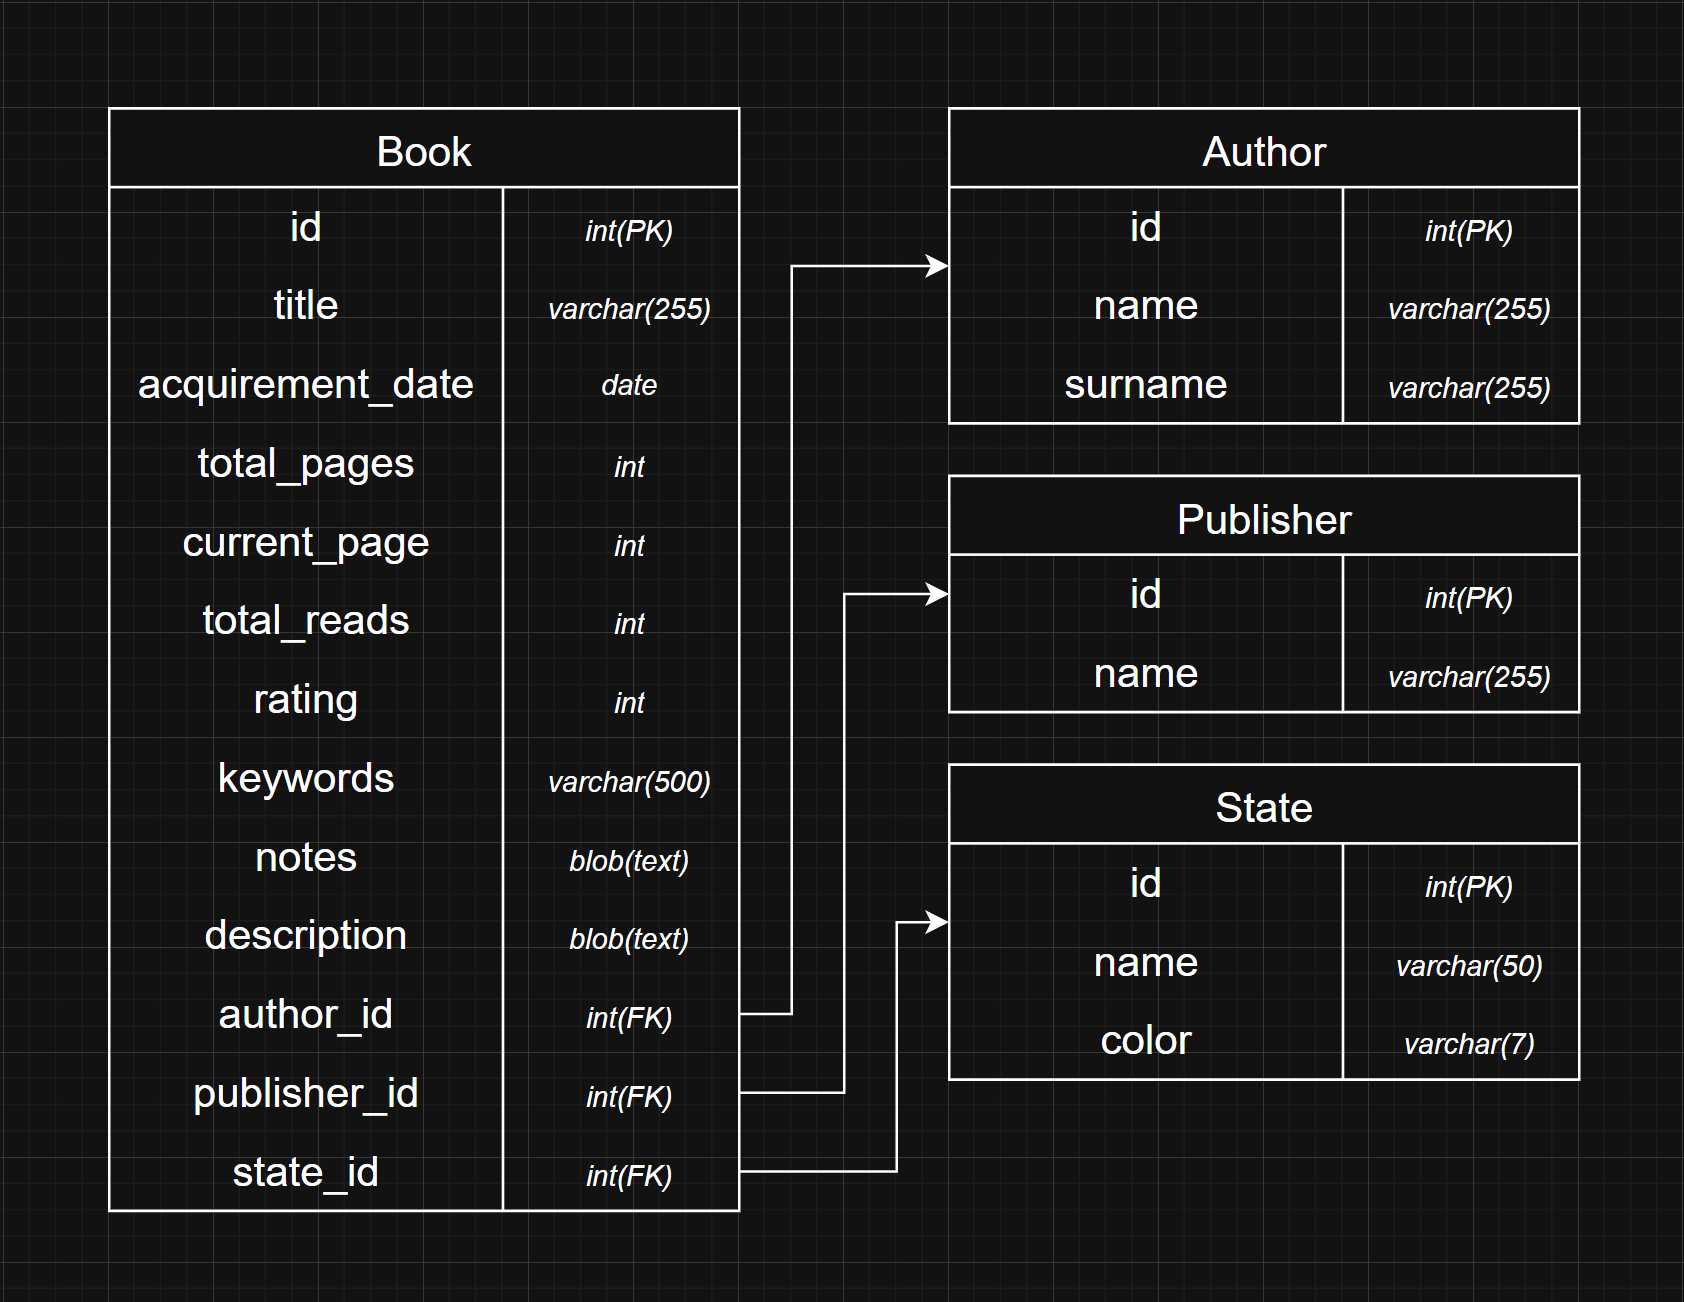 Book
id int(PK)
title varchar(255)
acquirement_date date
total_pages int
current_page int
total_reads int
rating int
keywords varchar(500)
notes blob(text)
description blob(text)
author_id int(FK)
publisher_id int(FK)
state_id int(FK)
Author
id int(PK)
name varchar(255)
surname varchar(255)
Publisher
id int(PK)
name varchar(255)
State
id int(PK)
name varchar(50)
color varchar(7)